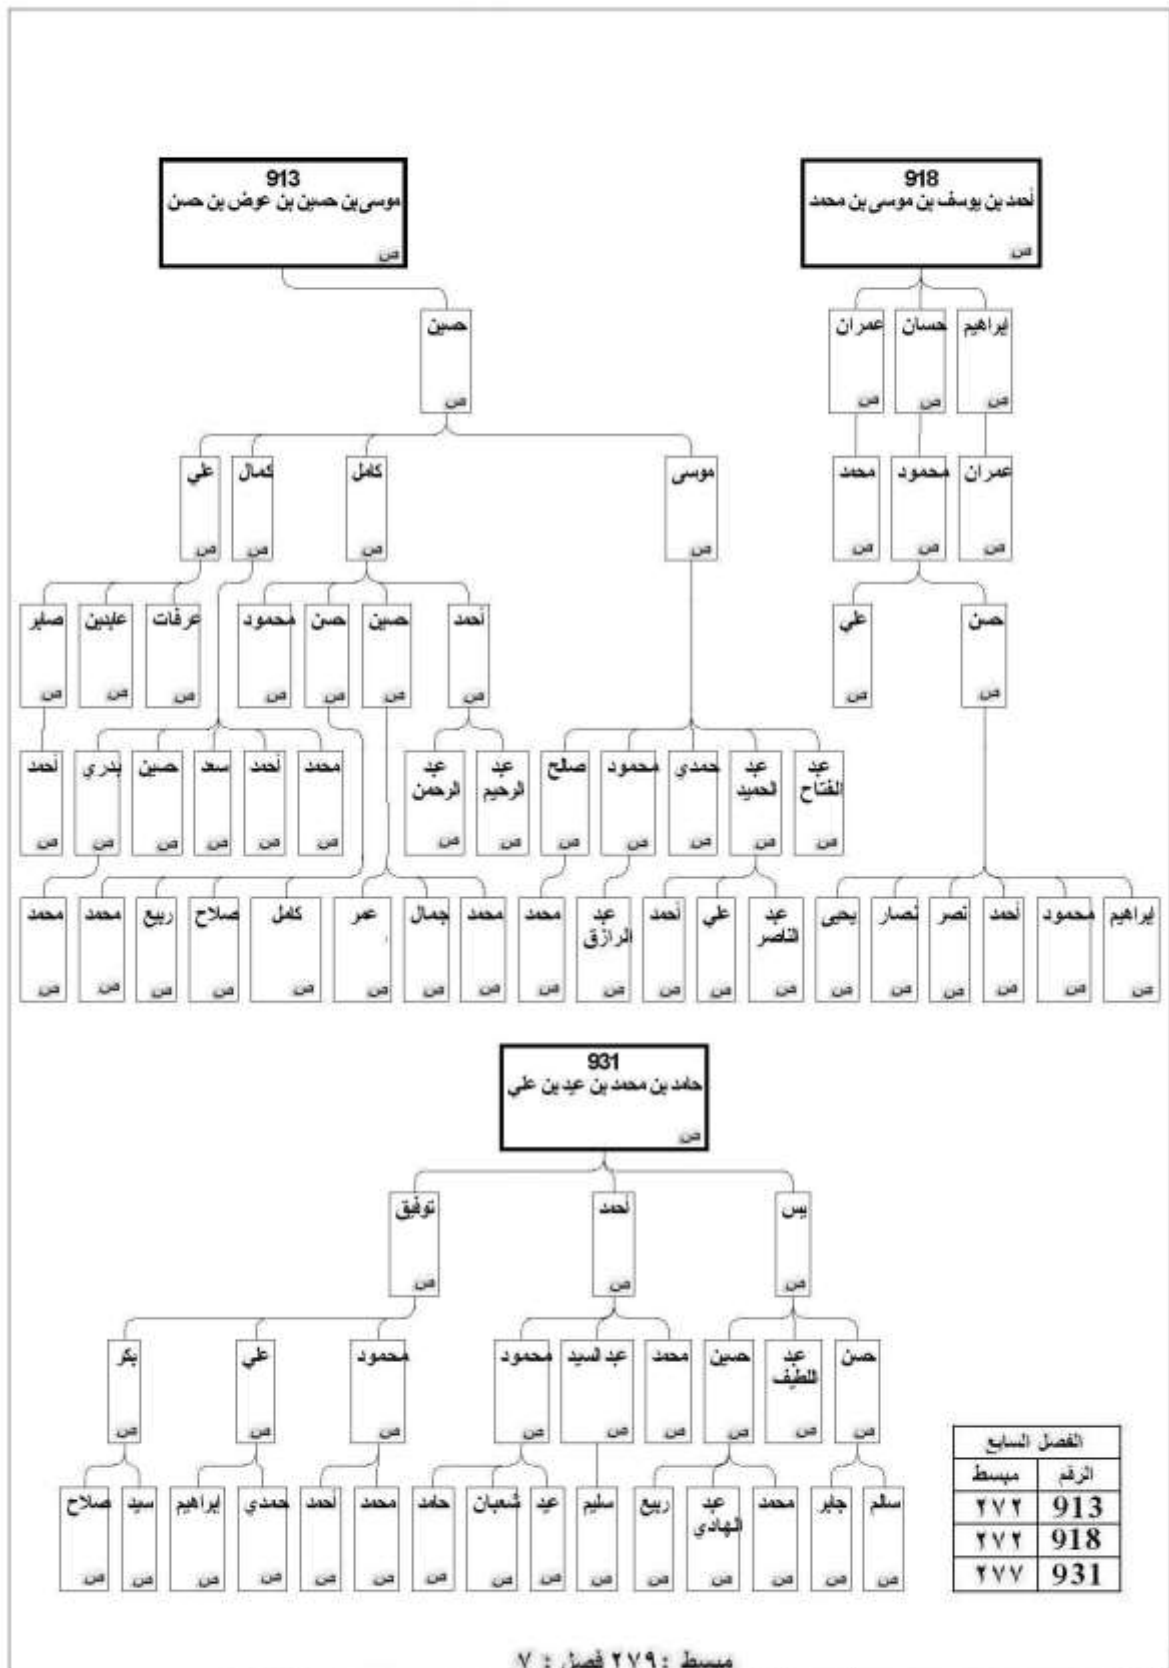 918
أحمد بن يوسف بن موسى بن محمد
ص
913
موسى بن حسين بن عوض بن حسن
ص
إبراهيم حسان عمران
ص ص ص
حسين
ص
عمران محمود محمد
ص ص ص
موسى كامل كمال علي
ص ص ص ص
حسن علي
ص ص
أحمد حسين حسن محمود عرفات عابدين صابر
ص ص ص ص ص ص ص
عبد الفتاح عبد الحميد حمدي محمود صالح عبد الرحيم عبد الرحمن محمد أحمد سعد حسين بدري أحمد
ص ص ص ص ص ص ص ص ص ص ص ص ص
إبراهيم محمود أحمد نصر نصار يحيى عبد الناصر علي أحمد عبد الرازق محمد محمد جمال عمر كامل صلاح ربيع محمد محمد
ص ص ص ص ص ص ص ص ص ص ص ص ص ص ص ص ص ص ص
931
حامد بن محمد بن عيد بن علي
ص
يس أحمد توفيق
ص ص ص
حسن عبد اللطيف حسين محمد عبد السيد محمود محمود علي بكر
ص ص ص ص ص ص ص ص ص
سالم جابر محمد عبد الهادي ربيع سليم عيد شعبان حامد محمد أحمد حمدي إبراهيم سيد صلاح
ص ص ص ص ص ص ص ص ص ص ص ص ص ص ص
الفصل السابع
الرقم مبسط
913 ٢٧٢
918 ٢٧٢
931 ٢٧٧
مبسط : ٢٧٩ فصل : ٧